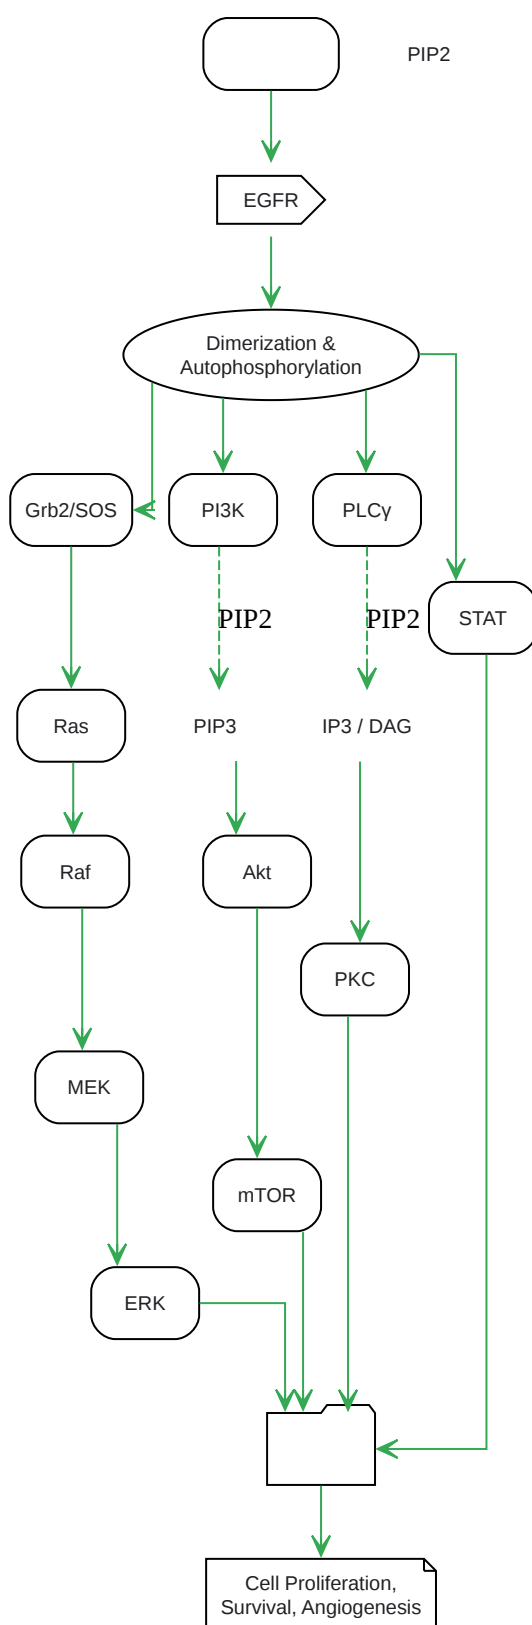 PIP2
EGFR
Dimerization &
Autophosphorylation
Grb2/SOS
PI3K
PLCγ
PIP2
PIP2
STAT
Ras
PIP3
IP3 / DAG
Raf
Akt
PKC
MEK
mTOR
ERK
Cell Proliferation,
Survival, Angiogenesis